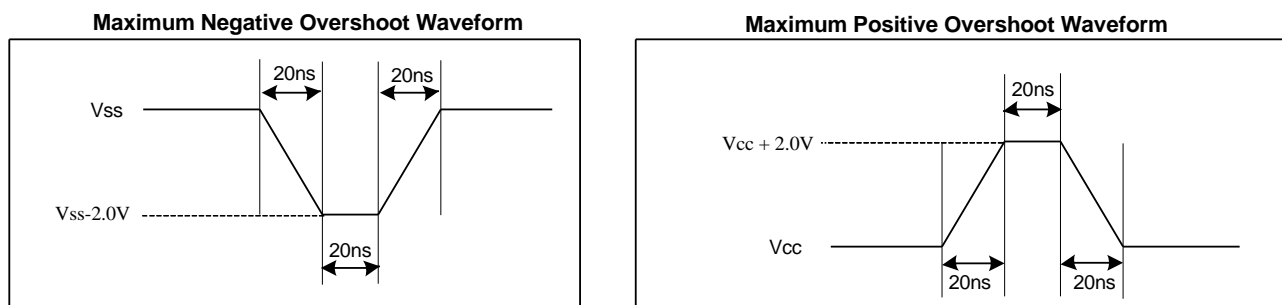 Maximum Negative Overshoot Waveform
20ns
20ns
Vss
Vss-2.0V
20ns
Maximum Positive Overshoot Waveform
20ns
Vcc + 2.0V
Vcc
20ns
20ns